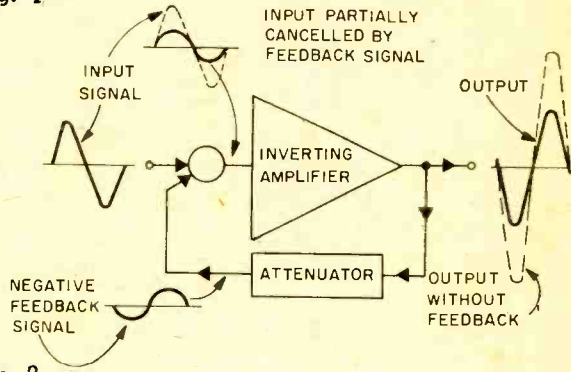 INPUT PARTIALLY
CANCELLED BY
FEEDBACK SIGNAL
INPUT
SIGNAL
OUTPUT
INVERTING
AMPLIFIER
ATTENUATOR
NEGATIVE
FEEDBACK
SIGNAL
OUTPUT
WITHOUT
FEEDBACK